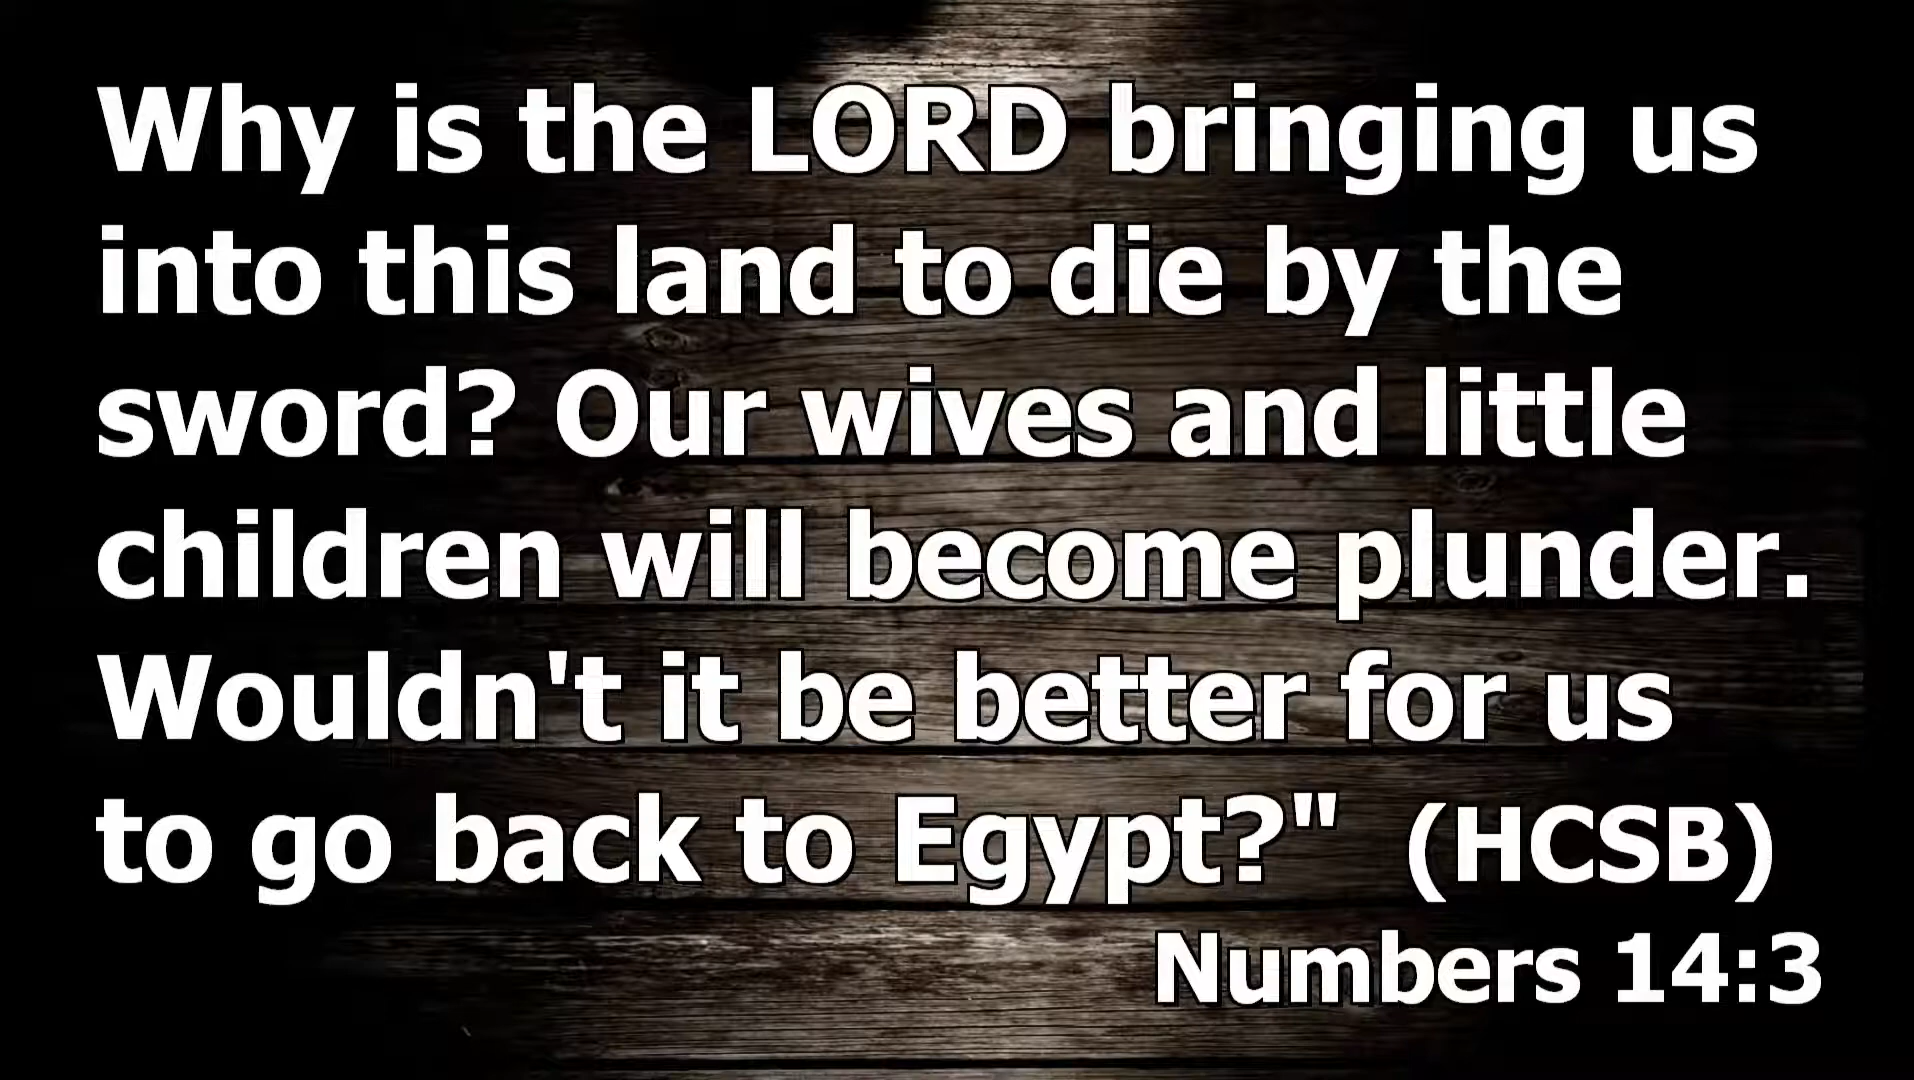 Why is the LORD bringing us
into this land to die by the
sword? Our wives and little
children will become plunder.
Wouldn't it be better for us
to go back to Egypt?" (HCSB)
Numbers 14:3